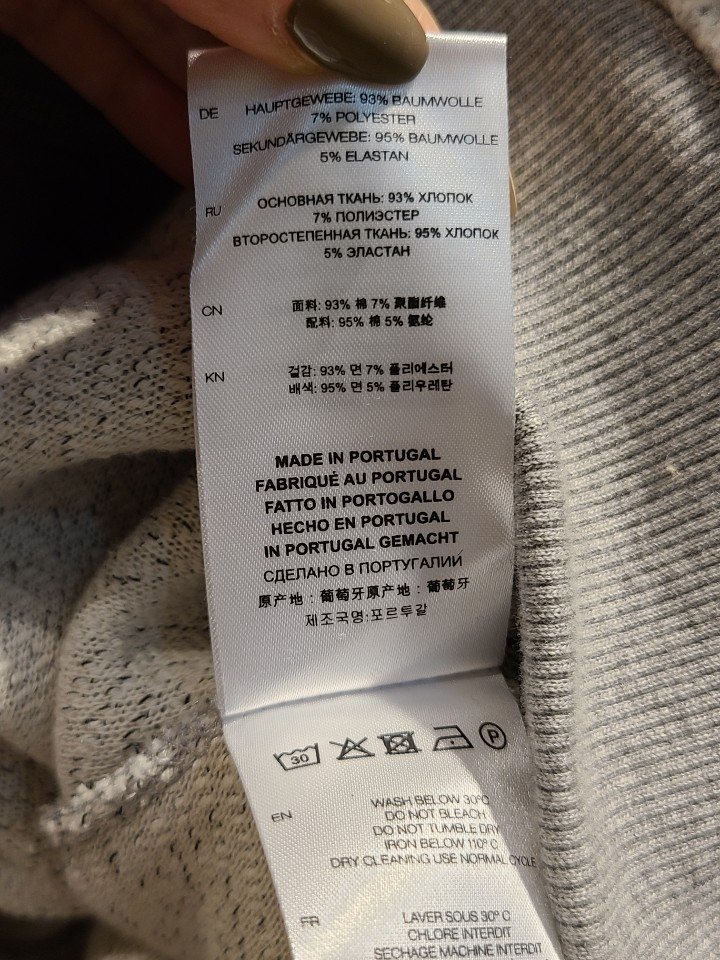 DE
HAUPTGEWEBE: 93% BAUMWOLLE
7% POLYESTER
SEKUNDÄRGEWEBE: 95% BAUMWOLLE
5% ELASTAN
RU
ОСНОВНАЯ ТКАНЬ: 93% ХЛОПОК
7% ПОЛИЭСТЕР
ВТОРОСТЕПЕННАЯ ТКАНЬ: 95% ХЛОПОК
5% ЭЛАСТАН
CN
面料: 93% 棉 7% 聚酯纤维
配料: 95% 棉 5% 氨纶
KN
겉감: 93% 면 7% 폴리에스터
배색: 95% 면 5% 폴리우레탄
MADE IN PORTUGAL
FABRIQUÉ AU PORTUGAL
FATTO IN PORTOGALLO
HECHO EN PORTUGAL
IN PORTUGAL GEMACHT
СДЕЛАНО В ПОРТУГАЛИИ
原产地 : 葡萄牙原产地 : 葡萄牙
제조국명: 포르투갈
30 P
EN
WASH BELOW 30°C
DO NOT BLEACH
DO NOT TUMBLE DRY
IRON BELOW 110° C
DRY CLEANING USE NORMAL CYCLE
FR
LAVER SOUS 30° C
CHLORE INTERDIT
SECHAGE MACHINE INTERDIT